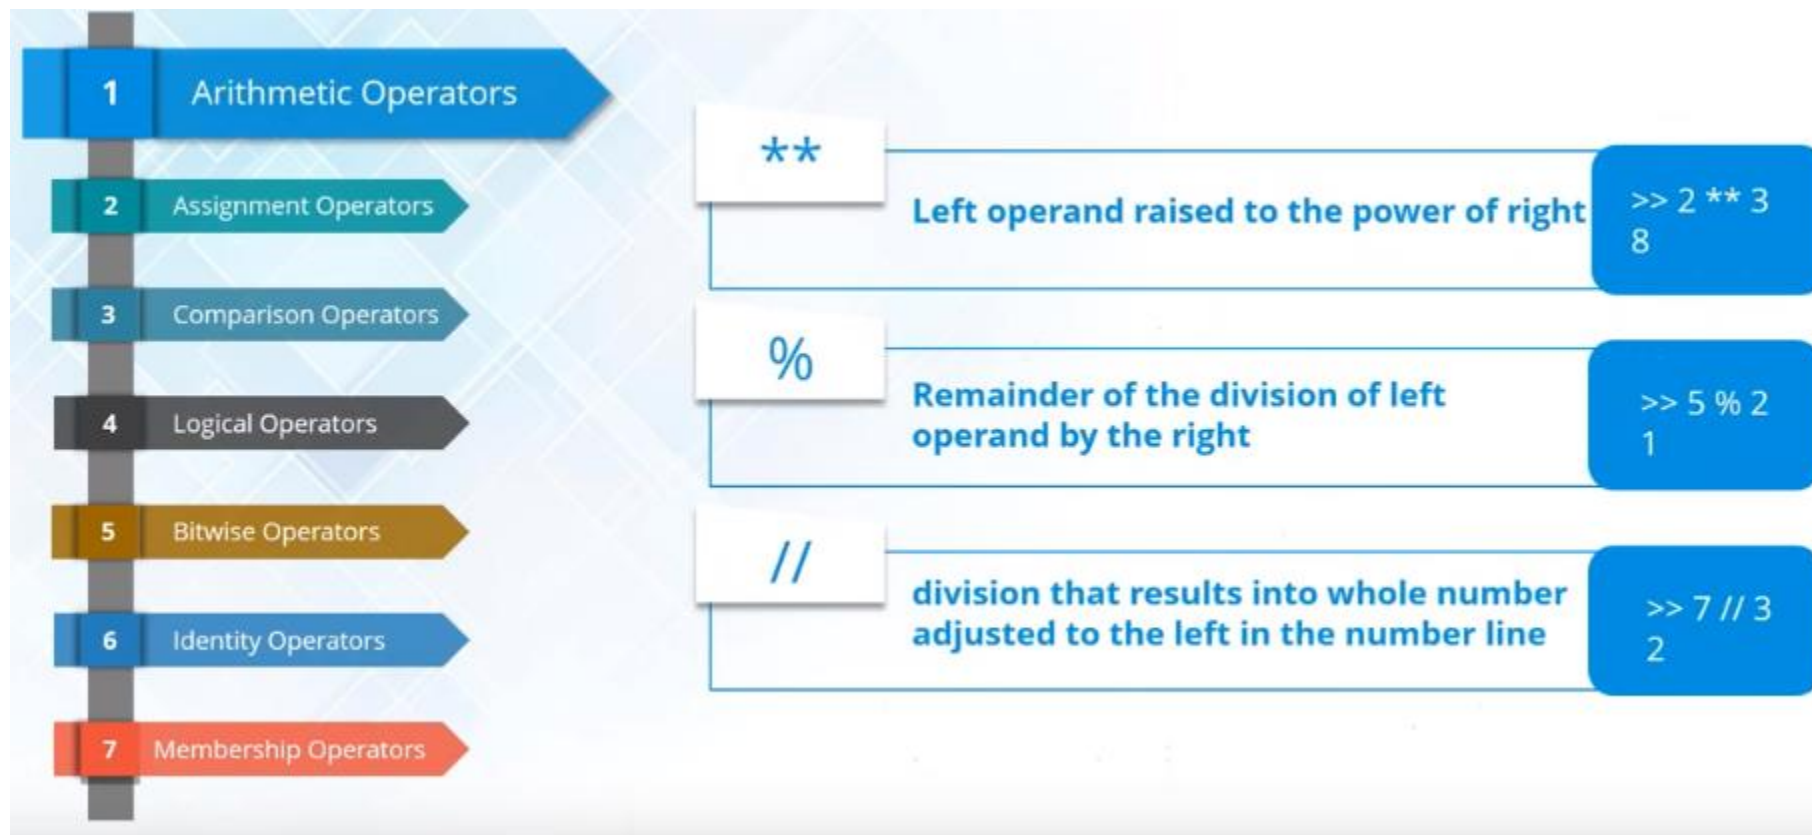 1 Arithmetic Operators
2 Assignment Operators
3 Comparison Operators
4 Logical Operators
5 Bitwise Operators
6 Identity Operators
7 Membership Operators
**
Left operand raised to the power of right
>> 2 ** 3
8
%
Remainder of the division of left
operand by the right
>> 5 % 2
1
//
division that results into whole number
adjusted to the left in the number line
>> 7 // 3
2